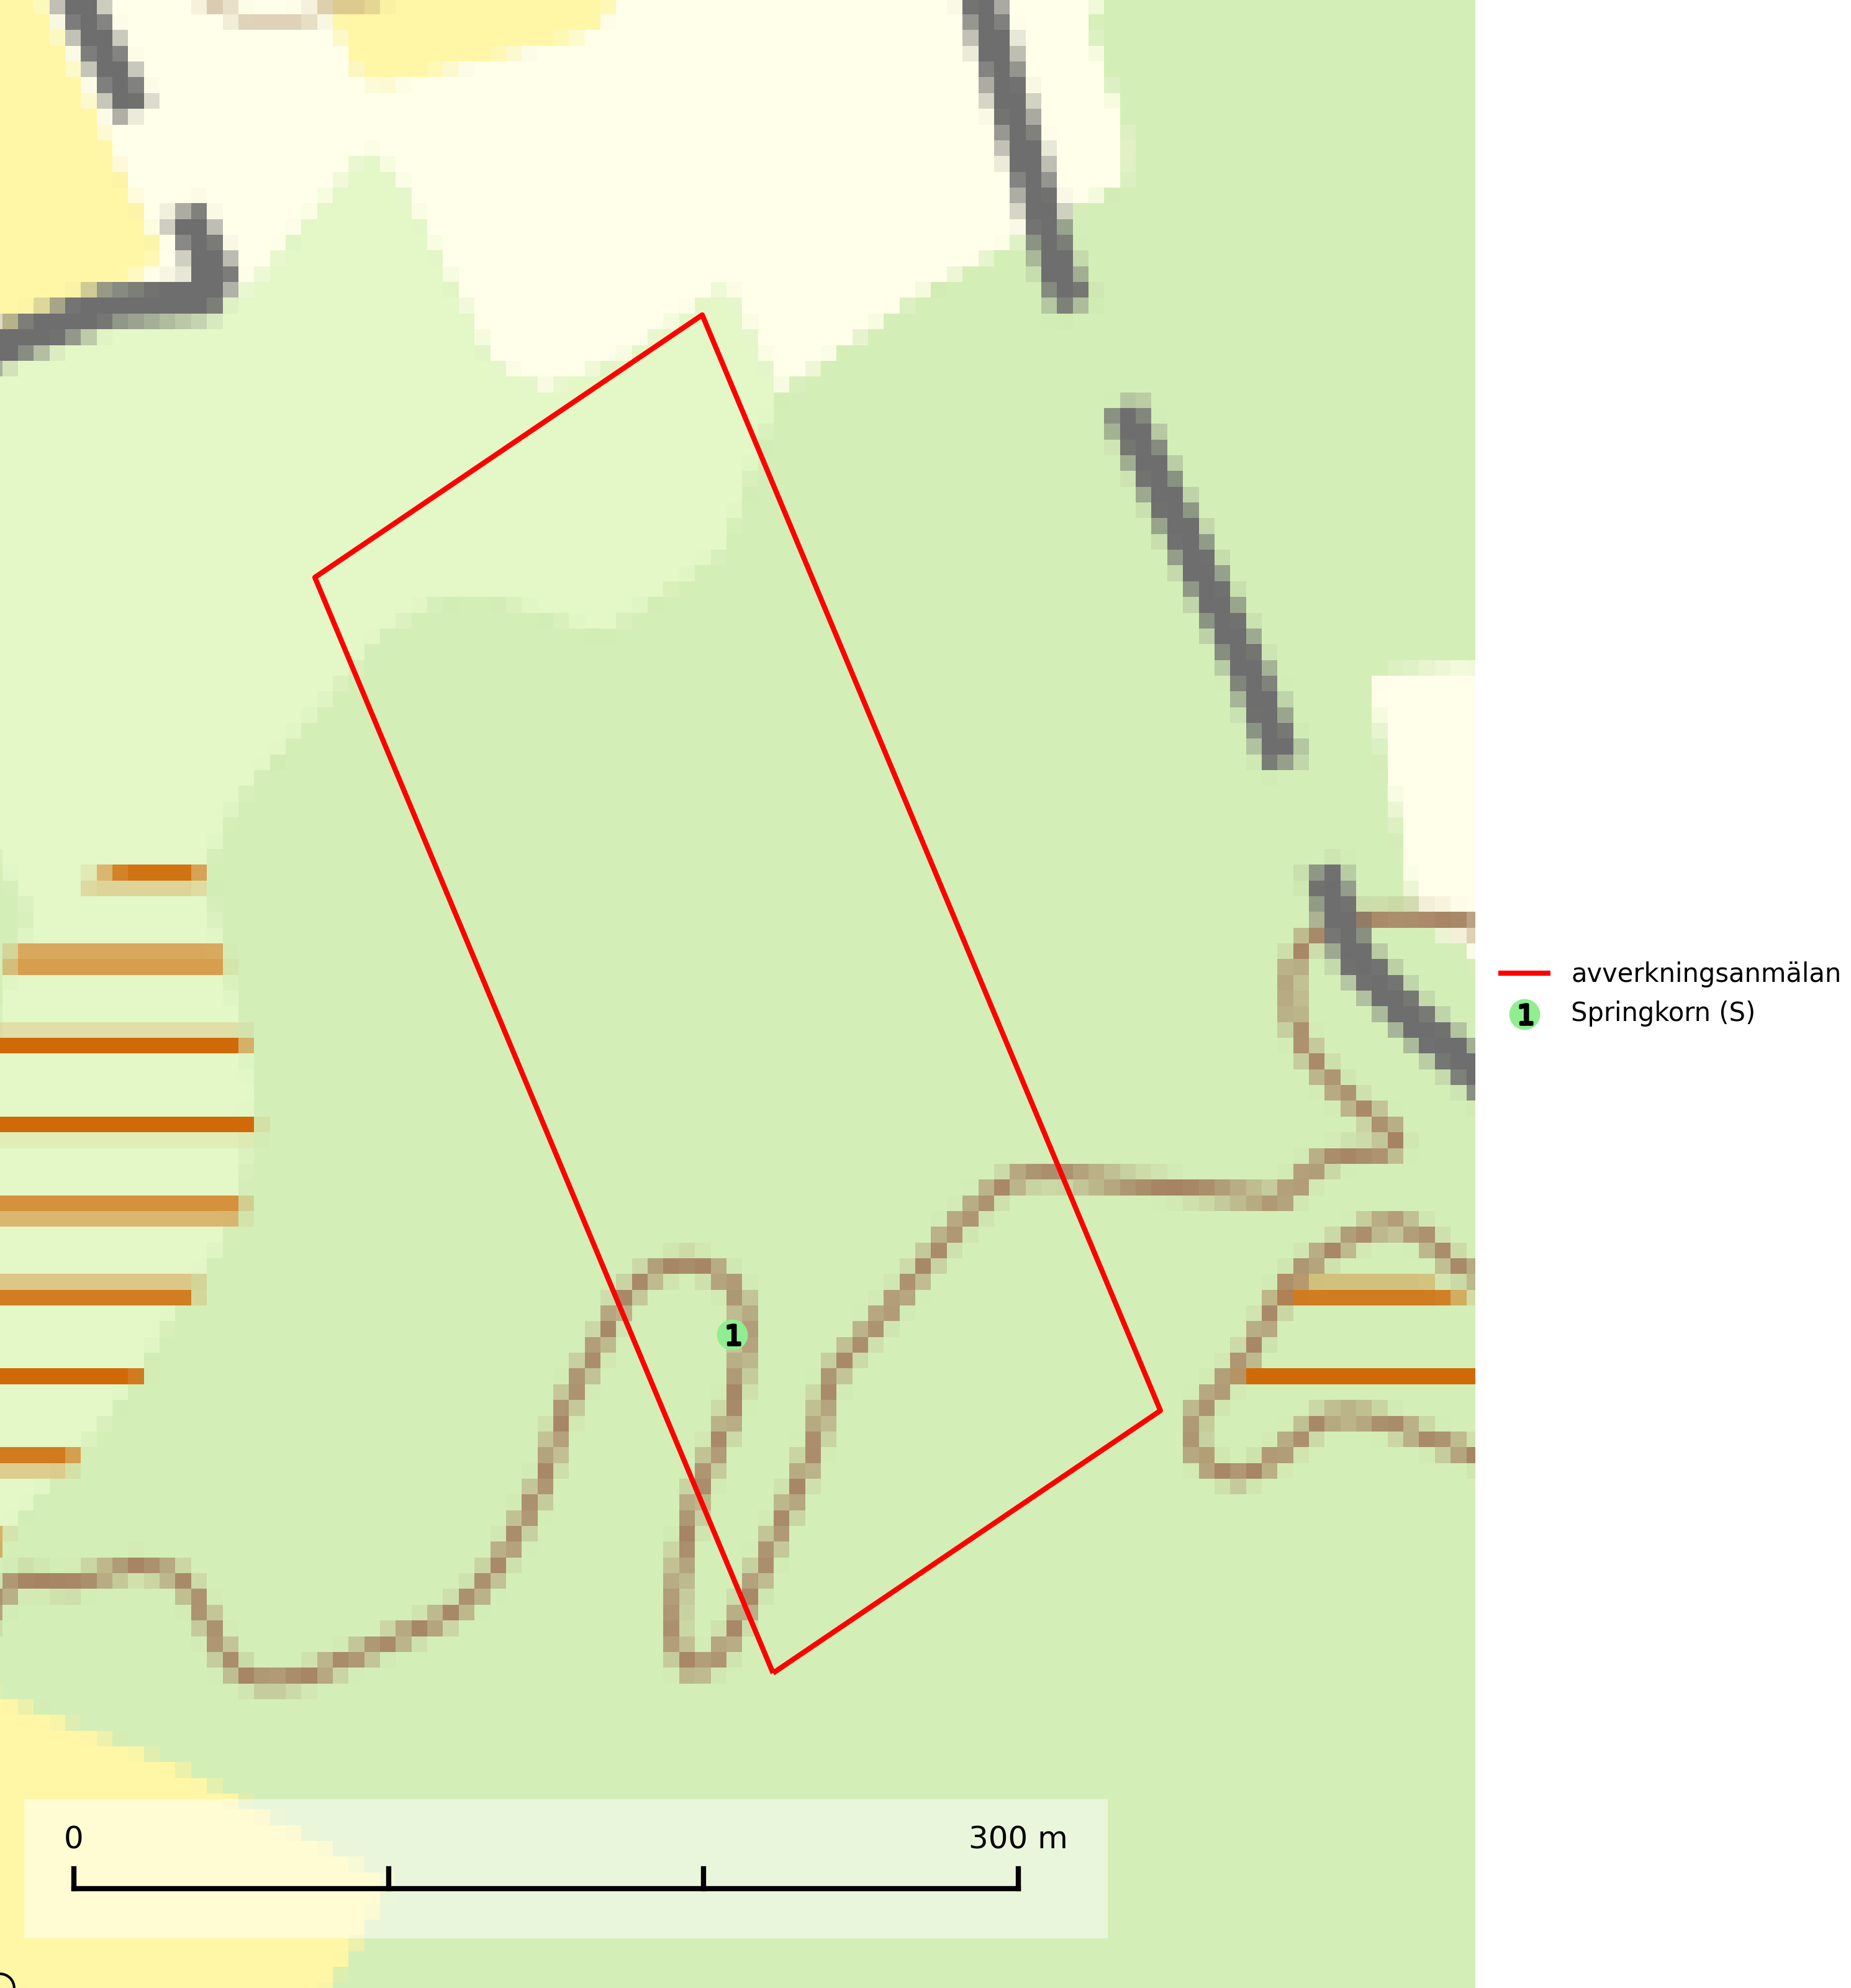 avverkningsanmälan
1 Springkorn (S)
1
0 300 m